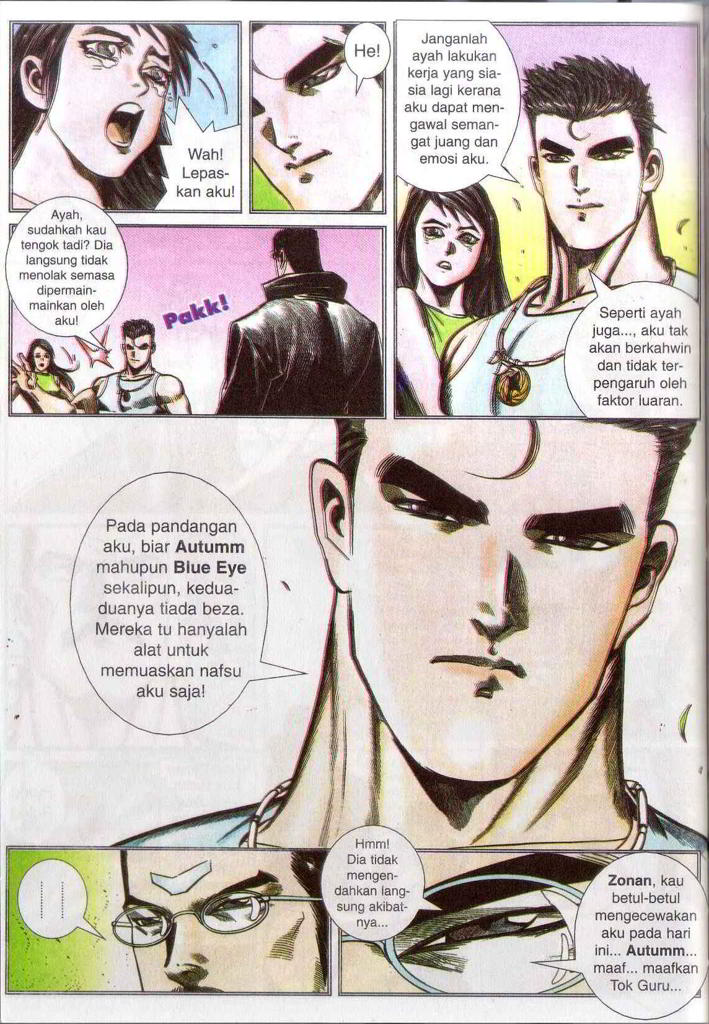 Wah!
Lepas-
kan aku!
He!
Janganlah
ayah lakukan
kerja yang sia-
sia lagi kerana
aku dapat men-
gawal seman-
gat juang dan
emosi aku.
Ayah,
sudahkah kau
tengok tadi? Dia
langsung tidak
menolak semasa
dipermain-
mainkan oleh
aku!
Pakk!
Seperti ayah
juga..., aku tak
akan berkahwin
dan tidak ter-
pengaruh oleh
faktor luaran.
Pada pandangan
aku, biar Autumm
mahupun Blue Eye
sekalipun, kedua-
duanya tiada beza.
Mereka tu hanyalah
alat untuk
memuaskan nafsu
aku saja!
Hmm!
Dia tidak
mengen-
dahkan lang-
sung akibat-
nya...
Zonan, kau
betul-betul
mengecewakan
aku pada hari
ini... Autumm...
maaf... maafkan
Tok Guru...